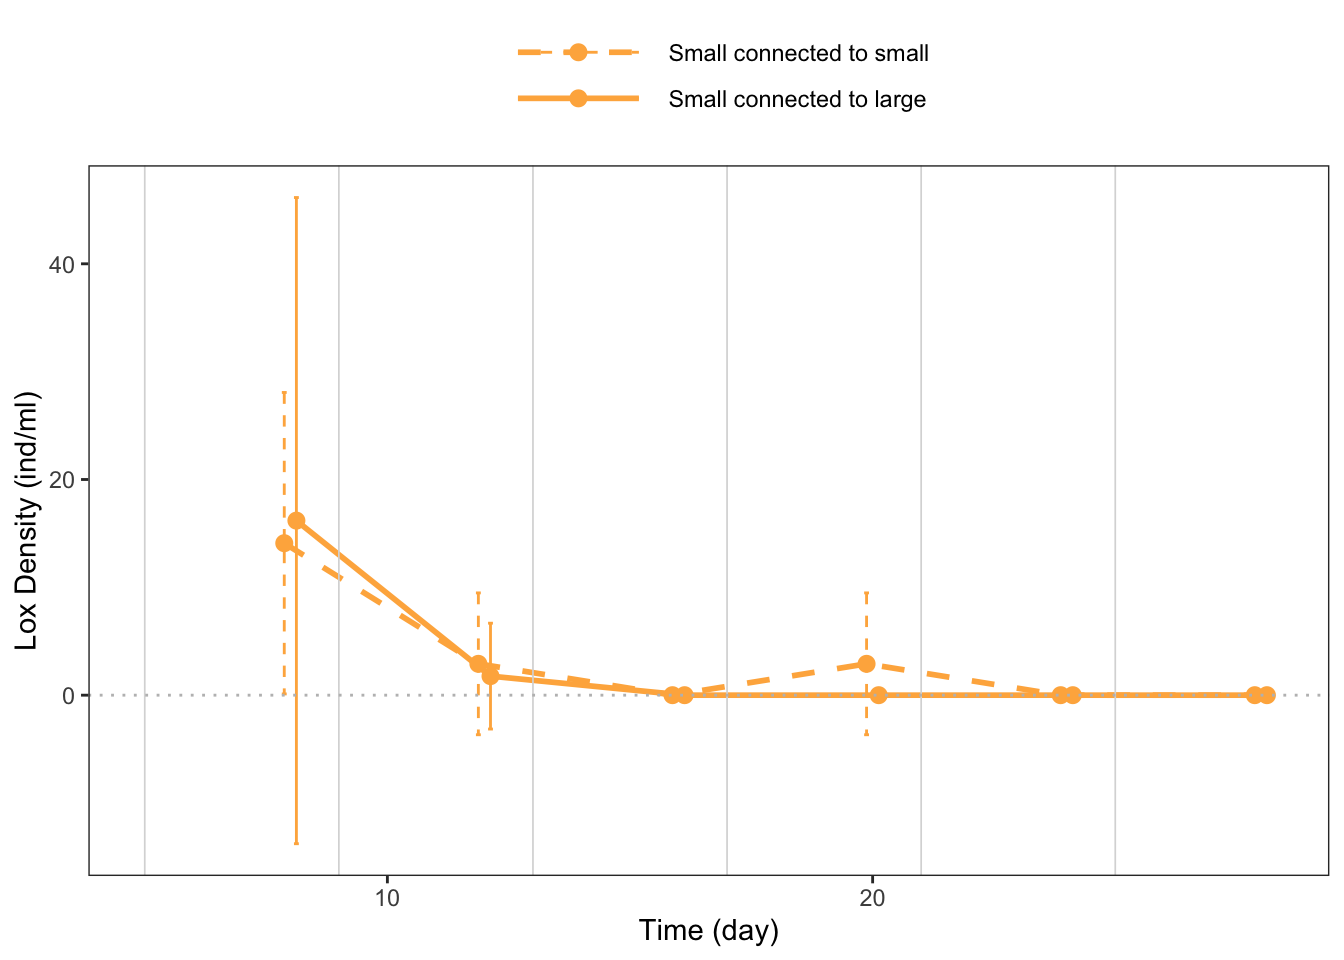 Small connected to small
Small connected to large
40
20
0
Lox Density (ind/ml)
10
20
Time (day)